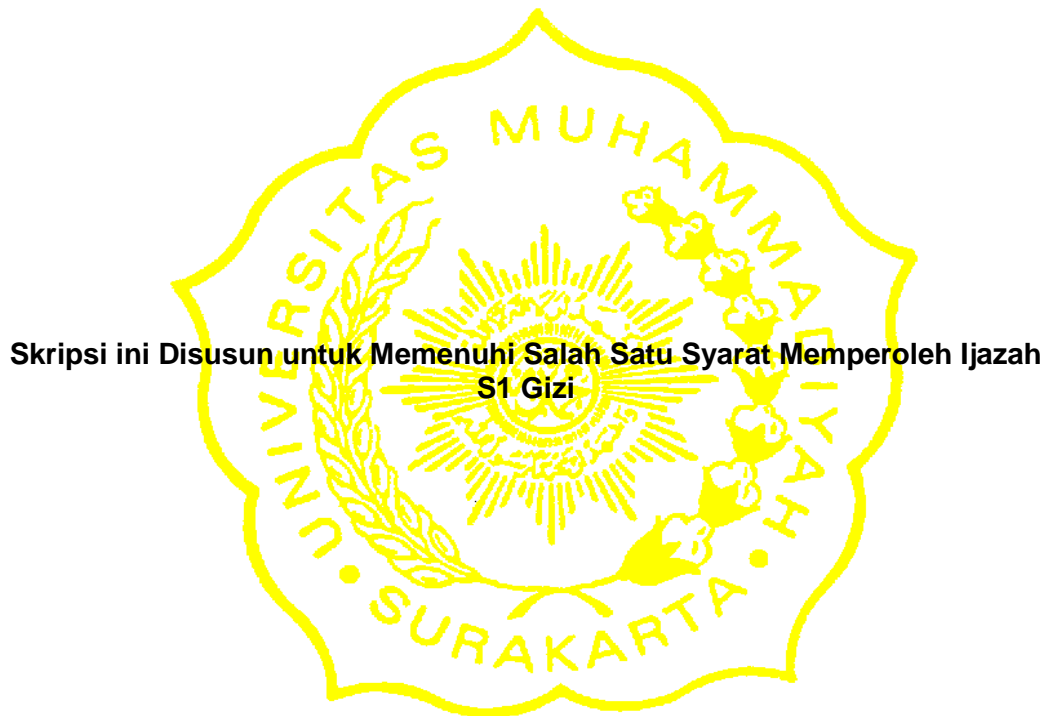 UNIVERSITAS MUHAMMADIYAH
Skripsi ini Disusun untuk Memenuhi Salah Satu Syarat Memperoleh Ijazah
S1 Gizi
SURAKARTA